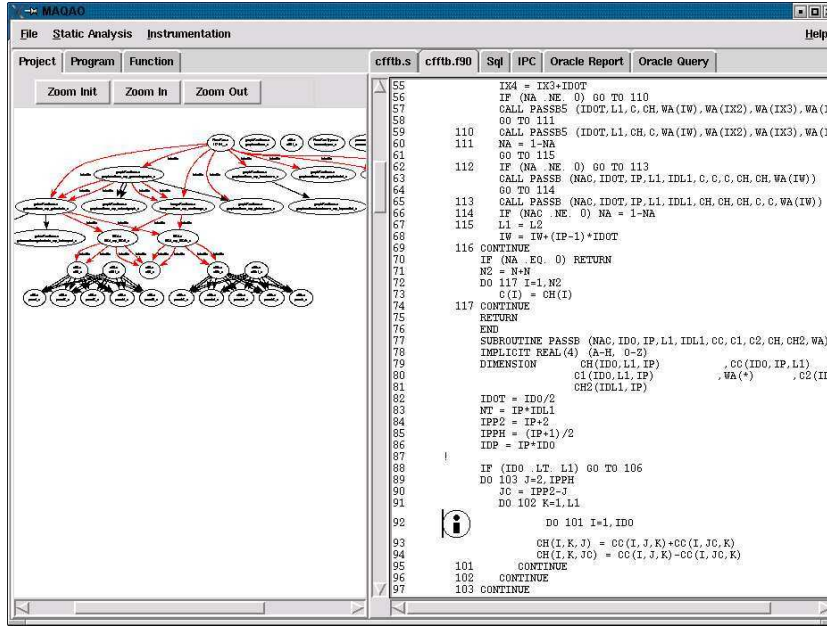 MAQAO
File Static Analysis Instrumentation Help
Project Program Function
Zoom Init Zoom In Zoom Out
cfftb.s cfftb.f90 Sql IPC Oracle Report Oracle Query
55 IX4 = IX3+IDOT
56 IF (NA .NE. 0) GO TO 110
57 CALL PASSB5 (IDOT,L1,C,CH,WA(IW),WA(IX2),WA(IX3),WA(I
58 GO TO 111
59 110 CALL PASSB5 (IDOT,L1,CH,C,WA(IW),WA(IX2),WA(IX3),WA(I
60 111 NA = 1-NA
61 GO TO 115
62 112 IF (NA .NE. 0) GO TO 113
63 CALL PASSB (NAC,IDOT,IP,L1,IDL1,C,C,C,CH,CH,WA(IW))
64 GO TO 114
65 113 CALL PASSB (NAC,IDOT,IP,L1,IDL1,CH,CH,CH,C,C,WA(IW))
66 114 IF (NAC .NE. 0) NA = 1-NA
67 115 L1 = L2
68 IW = IW+(IP-1)*IDOT
69 116 CONTINUE
70 IF (NA .EQ. 0) RETURN
71 N2 = N+N
72 DO 117 I=1,N2
73 C(I) = CH(I)
74 117 CONTINUE
75 RETURN
76 END
77 SUBROUTINE PASSB (NAC,IDO,IP,L1,IDL1,CC,C1,C2,CH,CH2,WA)
78 IMPLICIT REAL(4) (A-H, O-Z)
79 DIMENSION CH(IDO,L1,IP) ,CC(IDO,IP,L1)
80 C1(IDO,L1,IP) ,WA(*) ,C2(ID
81 CH2(IDL1,IP)
82 IDOT = IDO/2
83 NT = IP*IDL1
84 IPP2 = IP+2
85 IPPH = (IP+1)/2
86 IDP = IP*IDO
87 !
88 IF (IDO .LT. L1) GO TO 106
89 DO 103 J=2,IPPH
90 JC = IPP2-J
91 DO 102 K=1,L1
92 i DO 101 I=1,IDO
93 CH(I,K,J) = CC(I,J,K)+CC(I,JC,K)
94 CH(I,K,JC) = CC(I,J,K)-CC(I,JC,K)
95 101 CONTINUE
96 102 CONTINUE
97 103 CONTINUE